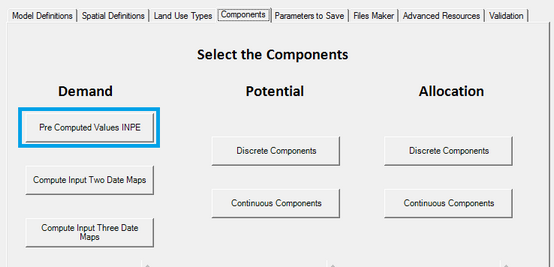 Model Definitions Spatial Definitions Land Use Types Components Parameters to Save Files Maker Advanced Resources Validation
Select the Components
Demand Potential Allocation
Pre Computed Values INPE
Discrete Components Discrete Components
Compute Input Two Date Maps
Continuous Components Continuous Components
Compute Input Three Date
Maps